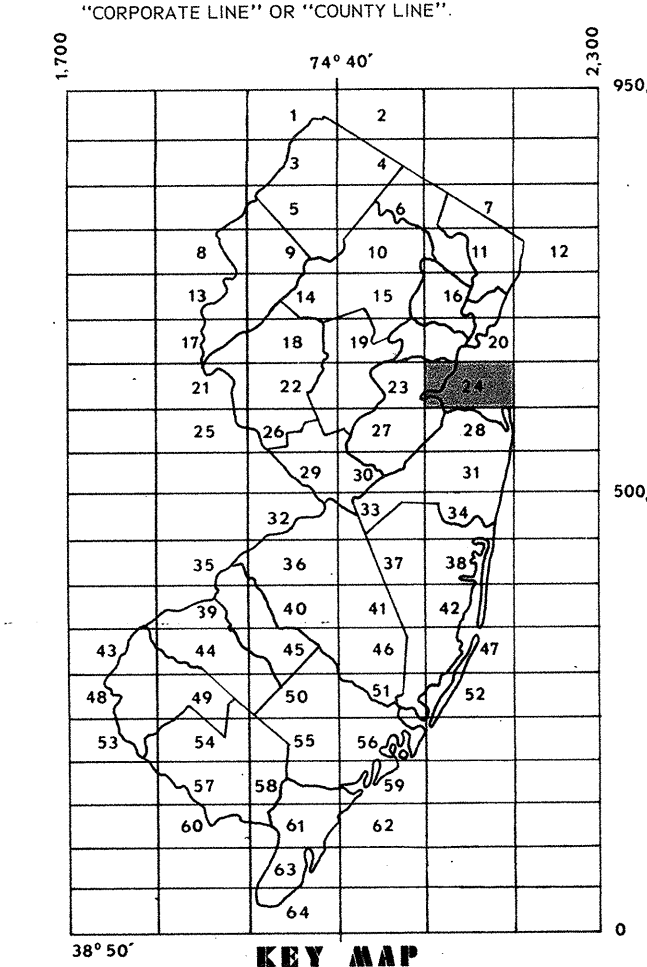 "CORPORATE LINE" OR "COUNTY LINE".
1,700
74° 40′
2,300
950,
1 2
3 4
5 6 7
8 9 10 11 12
13 14 15 16
17 18 19 20
21 22 23 24
25 26 27 28
29 30 31
500,
32 33 34
35 36 37 38
39 40 41 42
43 44 45 46 47
48 49 50 51 52
53 54 55 56
57 58 59
60 61 62
63
64
0
38° 50′
KEY MAP